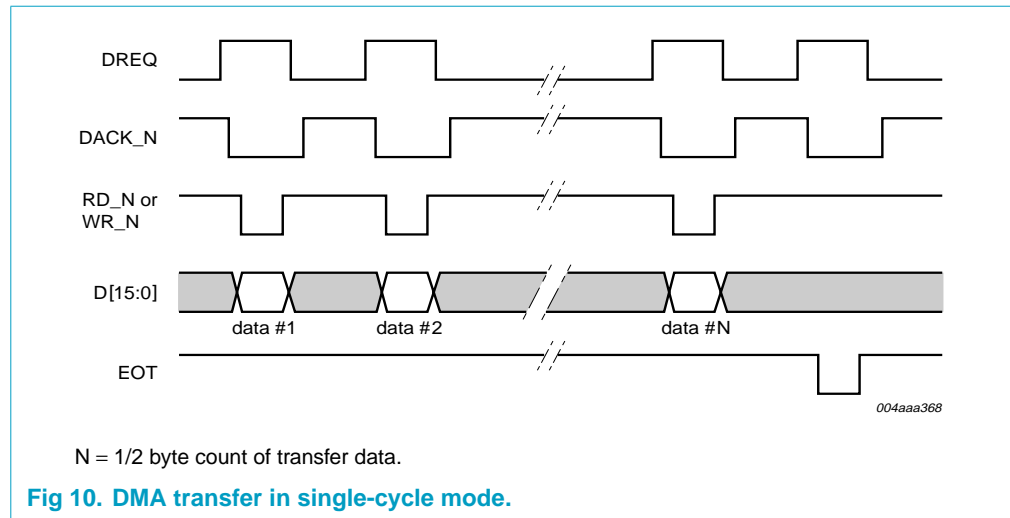 DREQ
DACK_N
RD_N or
WR_N
D[15:0]
data #1
data #2
data #N
EOT
004aaa368
N = 1/2 byte count of transfer data.
Fig 10. DMA transfer in single-cycle mode.